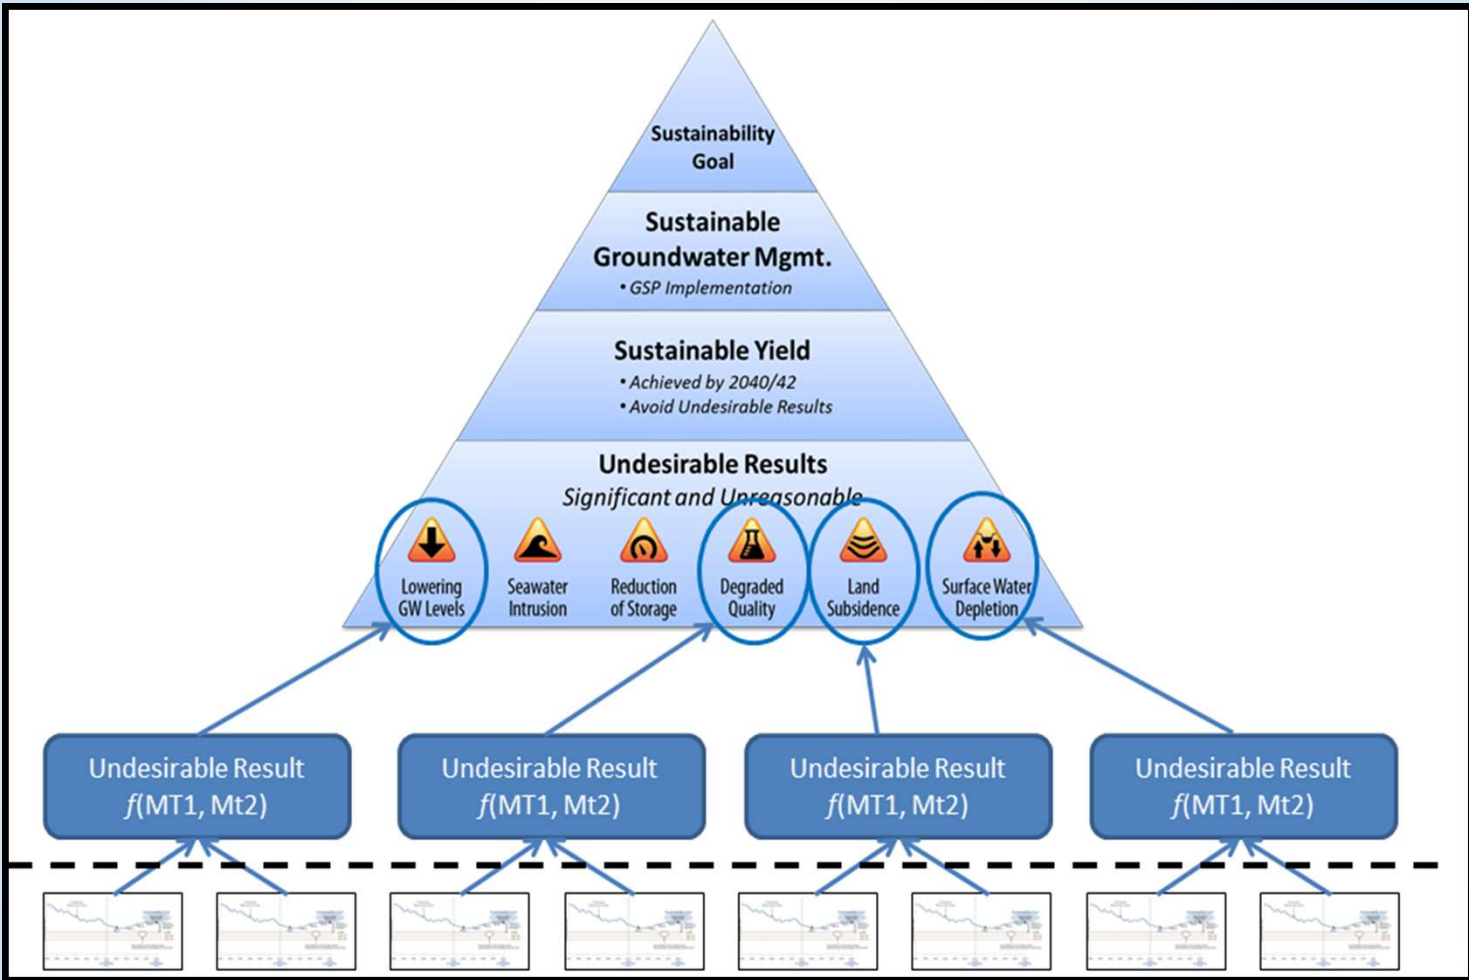 Sustainability
Goal
Sustainable
Groundwater Mgmt.
• GSP Implementation
Sustainable Yield
• Achieved by 2040/42
• Avoid Undesirable Results
Undesirable Results
Significant and Unreasonable
Lowering
GW Levels
Seawater
Intrusion
Reduction
of Storage
Degraded
Quality
Land
Subsidence
Surface Water
Depletion
Undesirable Result
f(MT1, Mt2)
Undesirable Result
f(MT1, Mt2)
Undesirable Result
f(MT1, Mt2)
Undesirable Result
f(MT1, Mt2)